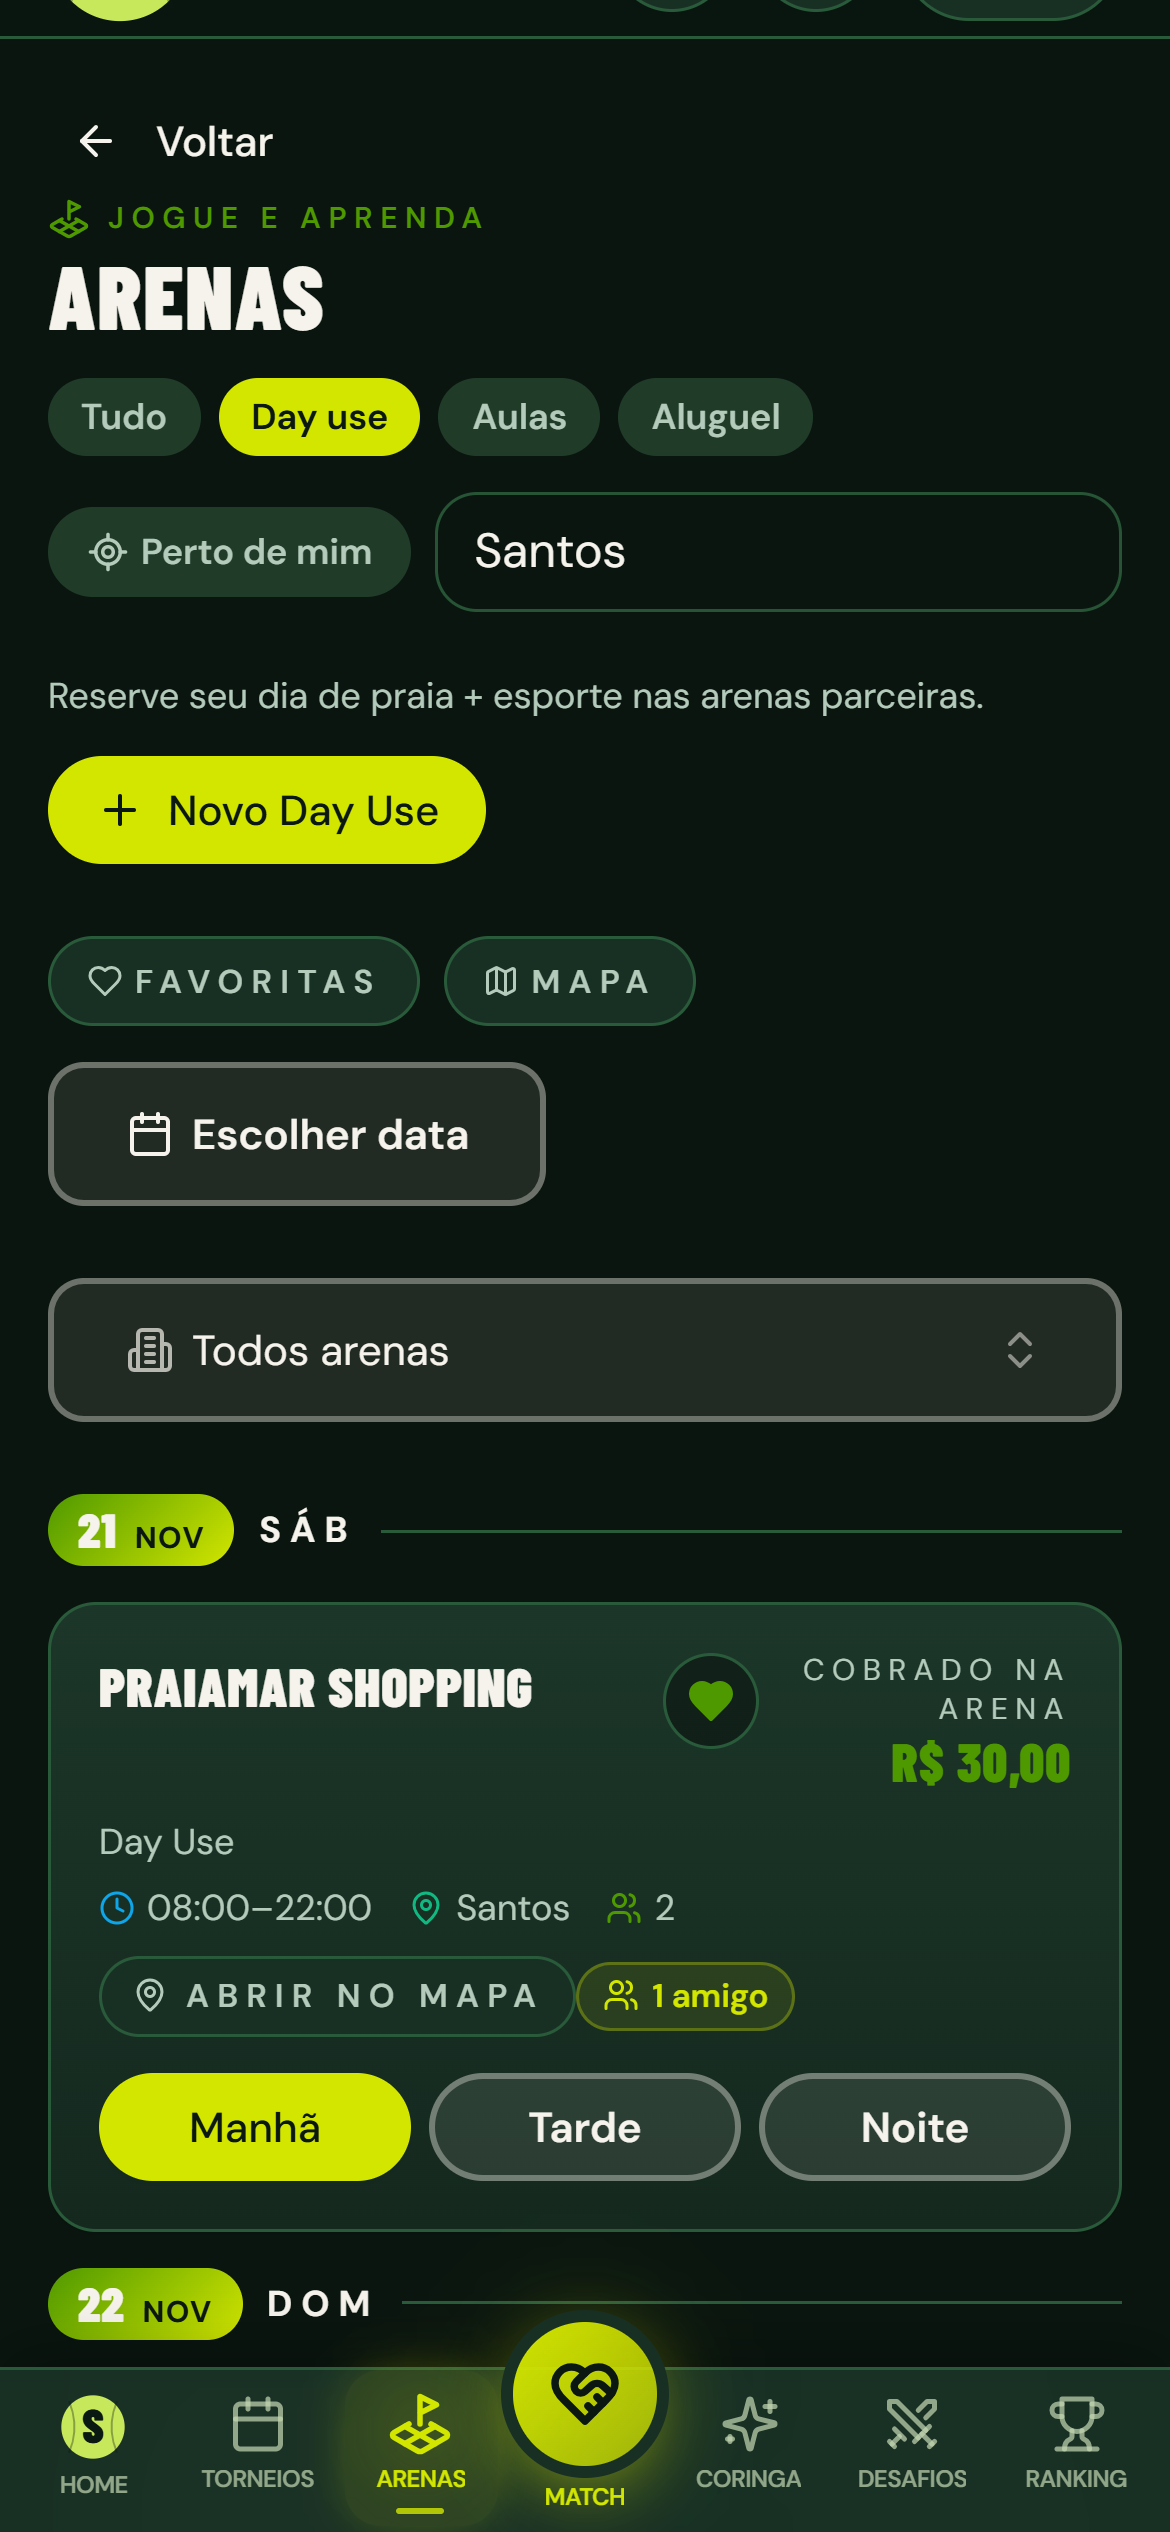 Voltar
JOGUE E APRENDA
ARENAS
Tudo
Day use
Aulas
Aluguel
Perto de mim
Santos
Reserve seu dia de praia + esporte nas arenas parceiras.
Novo Day Use
FAVORITAS
MAPA
Escolher data
Todos arenas
21 NOV SÁB
PRAIAMAR SHOPPING
COBRADO NA
ARENA
R$ 30,00
Day Use
08:00–22:00 Santos 2
ABRIR NO MAPA
1 amigo
Manhã
Tarde
Noite
22 NOV DOM
S
HOME
TORNEIOS
ARENAS
MATCH
CORINGA
DESAFIOS
RANKING